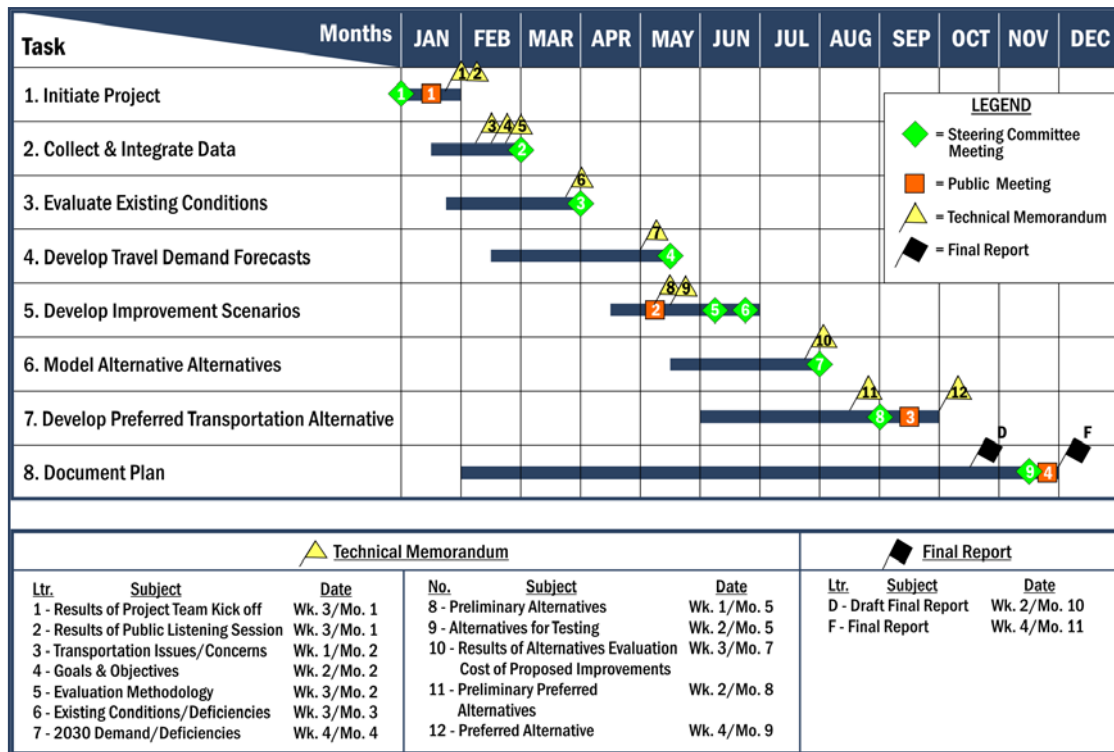 Task
Months
JAN FEB MAR APR MAY JUN JUL AUG SEP OCT NOV DEC
1 2
1. Initiate Project
1 1
3 4 5
2. Collect & Integrate Data
2
6
3. Evaluate Existing Conditions
3
7
4. Develop Travel Demand Forecasts
4
8 9
5. Develop Improvement Scenarios
2 5 6
10
6. Model Alternative Alternatives
7
11 12
7. Develop Preferred Transportation Alternative
8 3
D F
8. Document Plan
9 4
LEGEND
= Steering Committee
Meeting
= Public Meeting
= Technical Memorandum
= Final Report
Technical Memorandum
Ltr. Subject Date
1 - Results of Project Team Kick off Wk. 3/Mo. 1
2 - Results of Public Listening Session Wk. 3/Mo. 1
3 - Transportation Issues/Concerns Wk. 1/Mo. 2
4 - Goals & Objectives Wk. 2/Mo. 2
5 - Evaluation Methodology Wk. 3/Mo. 2
6 - Existing Conditions/Deficiencies Wk. 3/Mo. 3
7 - 2030 Demand/Deficiencies Wk. 4/Mo. 4
No. Subject Date
8 - Preliminary Alternatives Wk. 1/Mo. 5
9 - Alternatives for Testing Wk. 2/Mo. 5
10 - Results of Alternatives Evaluation Wk. 3/Mo. 7
Cost of Proposed Improvements
11 - Preliminary Preferred Wk. 2/Mo. 8
Alternatives
12 - Preferred Alternative Wk. 4/Mo. 9
Final Report
Ltr. Subject Date
D - Draft Final Report Wk. 2/Mo. 10
F - Final Report Wk. 4/Mo. 11